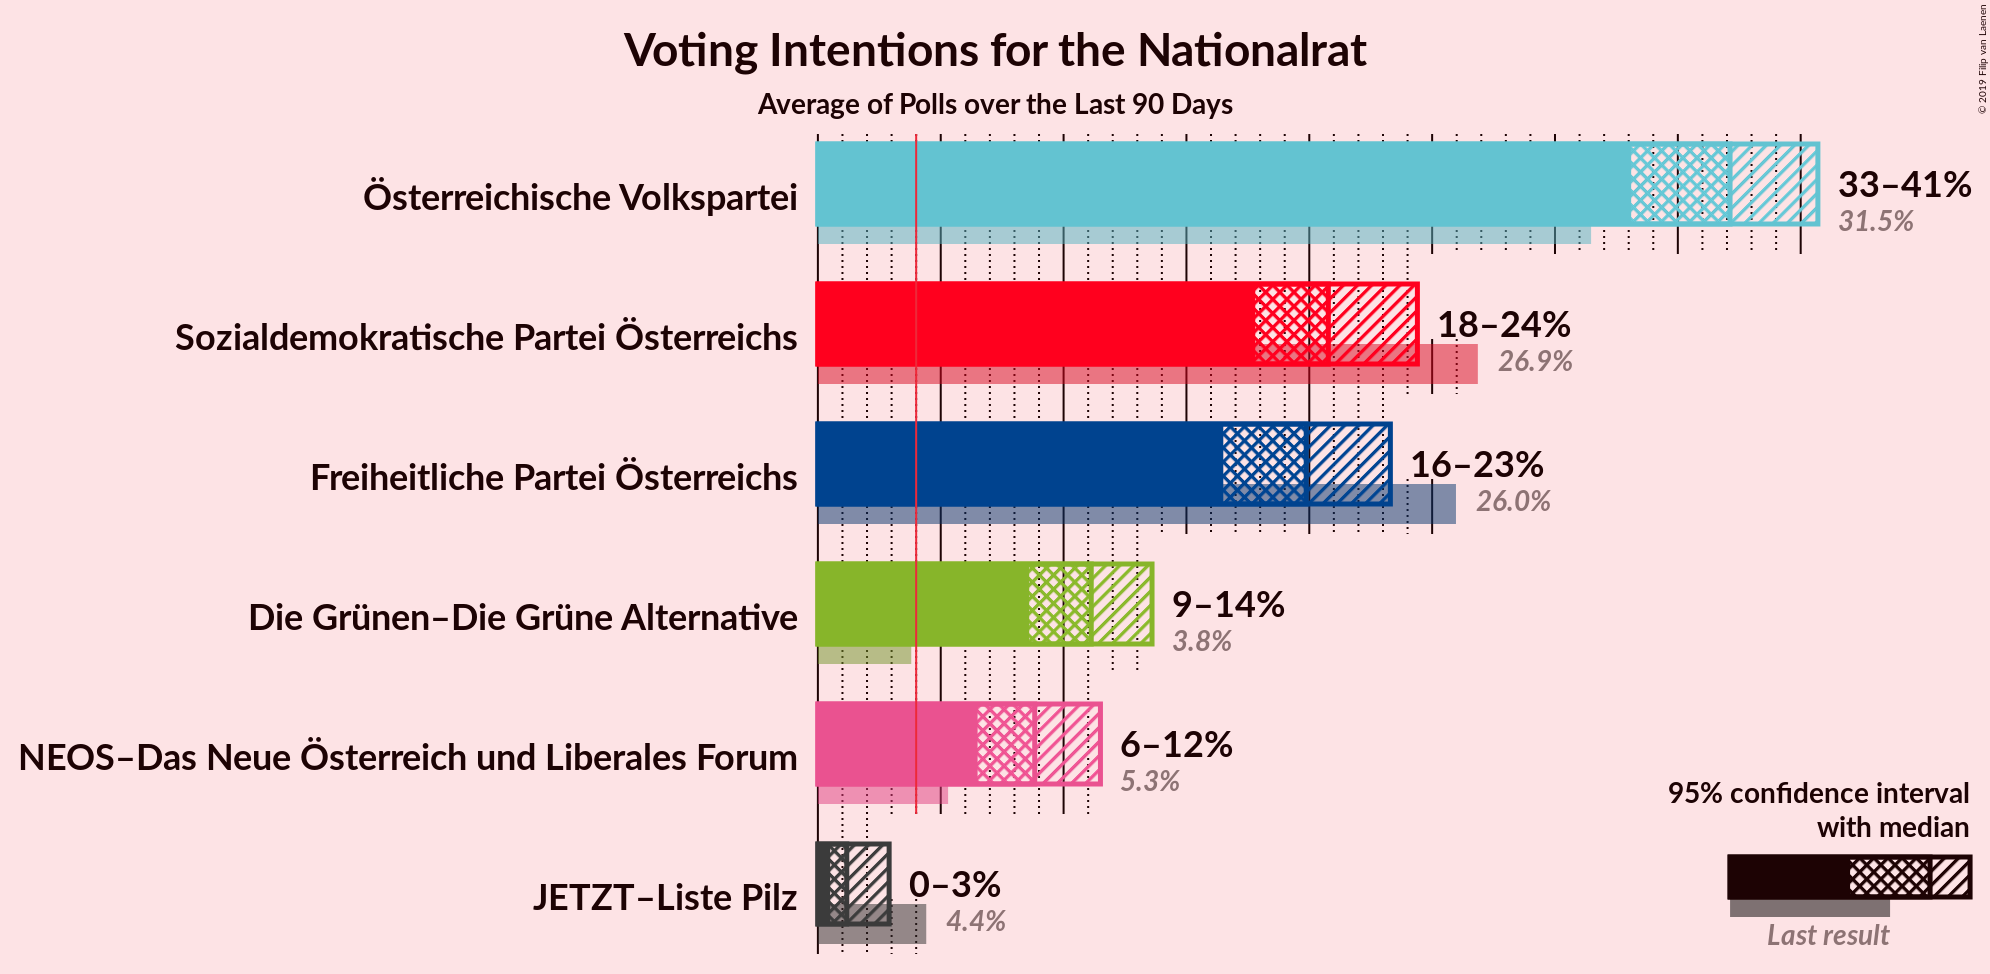 Voting Intentions for the Nationalrat
Average of Polls over the Last 90 Days
© 2019 Filip van Laenen
Österreichische Volkspartei
33–41%
31.5%
Sozialdemokratische Partei Österreichs
18–24%
26.9%
Freiheitliche Partei Österreichs
16–23%
26.0%
Die Grünen–Die Grüne Alternative
9–14%
3.8%
NEOS–Das Neue Österreich und Liberales Forum
6–12%
5.3%
JETZT–Liste Pilz
0–3%
4.4%
95% confidence interval
with median
Last result